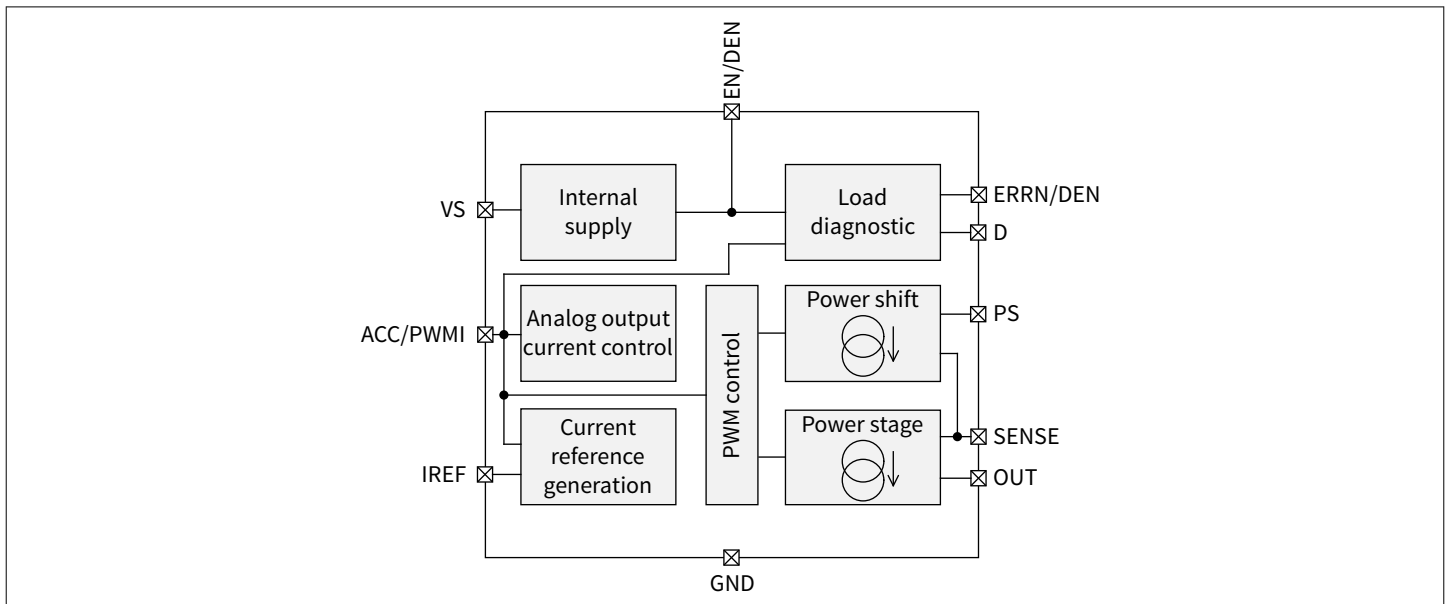 EN/DEN
VS
Internal
supply
Load
diagnostic
ERRN/DEN
D
ACC/PWMI
Analog output
current control
PWM control
Power shift
PS
IREF
Current
reference
generation
Power stage
SENSE
OUT
GND